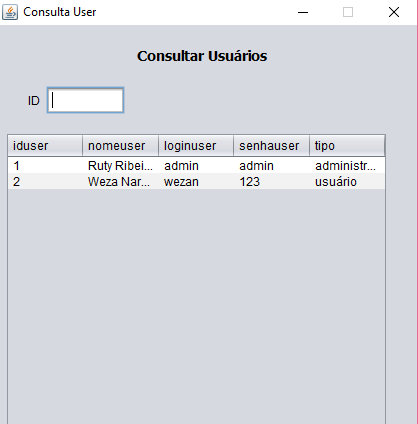 Consulta User
Consultar Usuários
ID
iduser nomeuser loginuser senhauser tipo
1 Ruty Ribei... admin admin administr...
2 Weza Nar... wezan 123 usuário